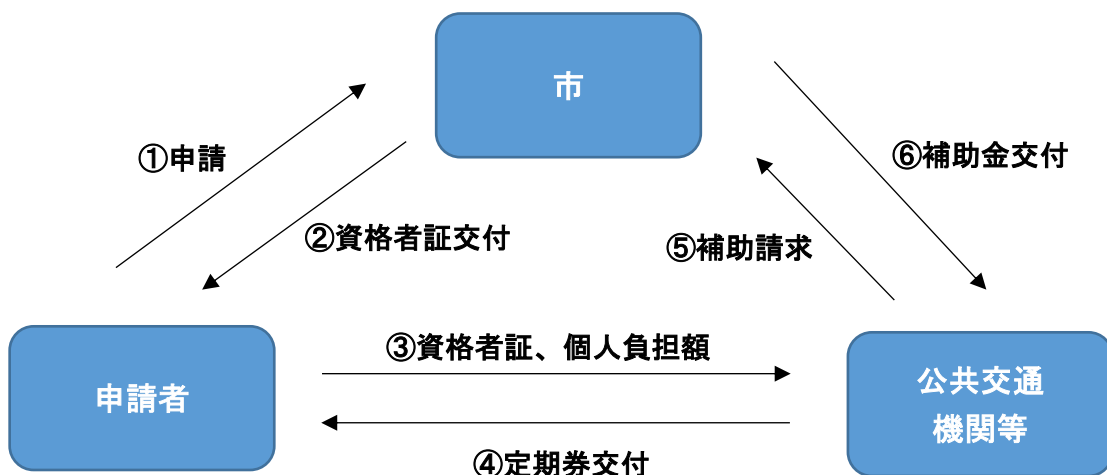 市
①申請
⑥補助金交付
②資格者証交付
⑤補助請求
③資格者証、個人負担額
申請者
公共交通
機関等
④定期券交付